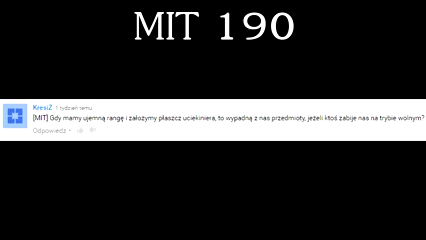 MIT 190
KresiZ 1 tydzień temu
[MIT] Gdy mamy ujemną rangę i założymy płaszcz uciekiniera, to wypadną z nas przedmioty, jeżek ktoś zabije nas na trybie wolnym?
Odpowiedz